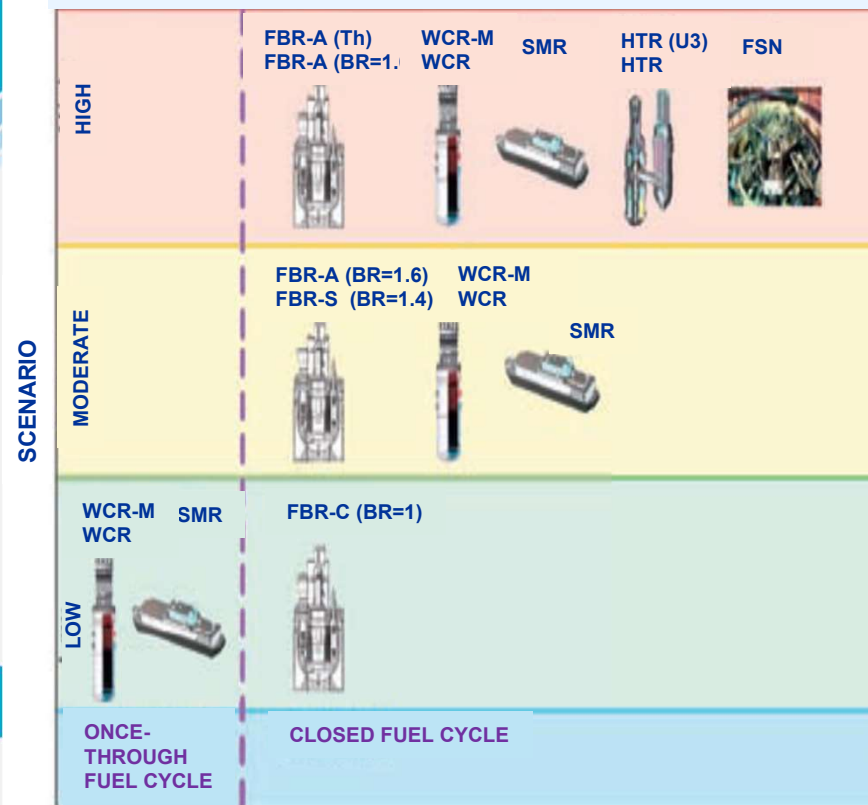 SCENARIO
HIGH
FBR-A (Th)
FBR-A (BR=1.
WCR-M
WCR
SMR
HTR (U3)
HTR
FSN
MODERATE
FBR-A (BR=1.6)
FBR-S (BR=1.4)
WCR-M
WCR
SMR
LOW
WCR-M
WCR
SMR
FBR-C (BR=1)
ONCE-
THROUGH
FUEL CYCLE
CLOSED FUEL CYCLE